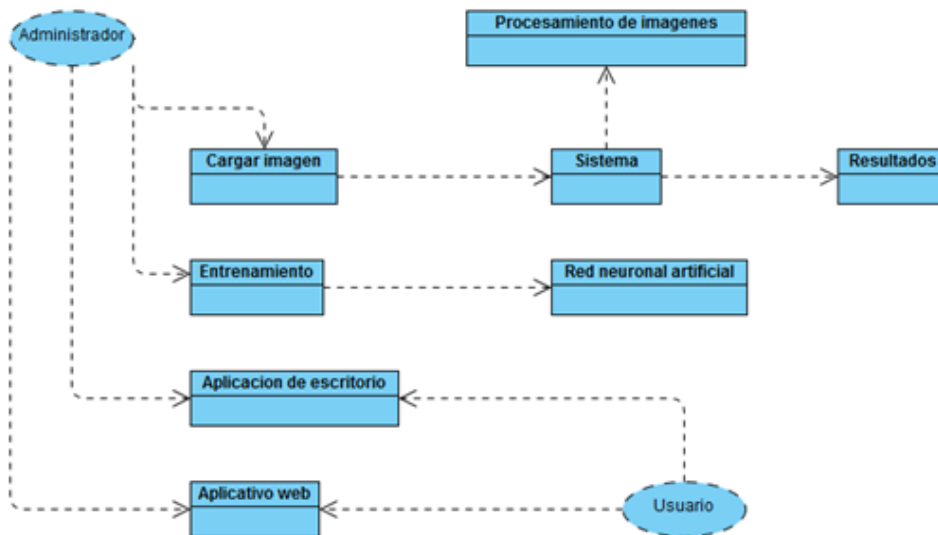 Administrador
Procesamiento de imagenes
Cargar imagen
Sistema
Resultados
Entrenamiento
Red neuronal artificial
Aplicacion de escritorio
Aplicativo web
Usuario